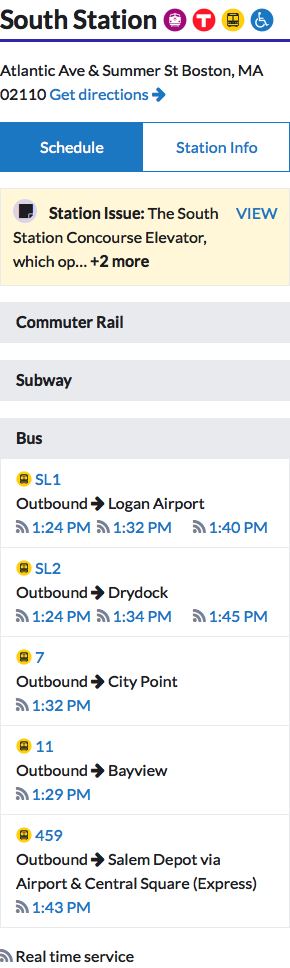 South Station T
Atlantic Ave & Summer St Boston, MA
02110 Get directions
Schedule Station Info
Station Issue: The South VIEW
Station Concourse Elevator,
which op... +2 more
Commuter Rail
Subway
Bus
SL1
Outbound → Logan Airport
1:24 PM 1:32 PM 1:40 PM
SL2
Outbound → Drydock
1:24 PM 1:34 PM 1:45 PM
7
Outbound → City Point
1:32 PM
11
Outbound → Bayview
1:29 PM
459
Outbound → Salem Depot via
Airport & Central Square (Express)
1:43 PM
Real time service